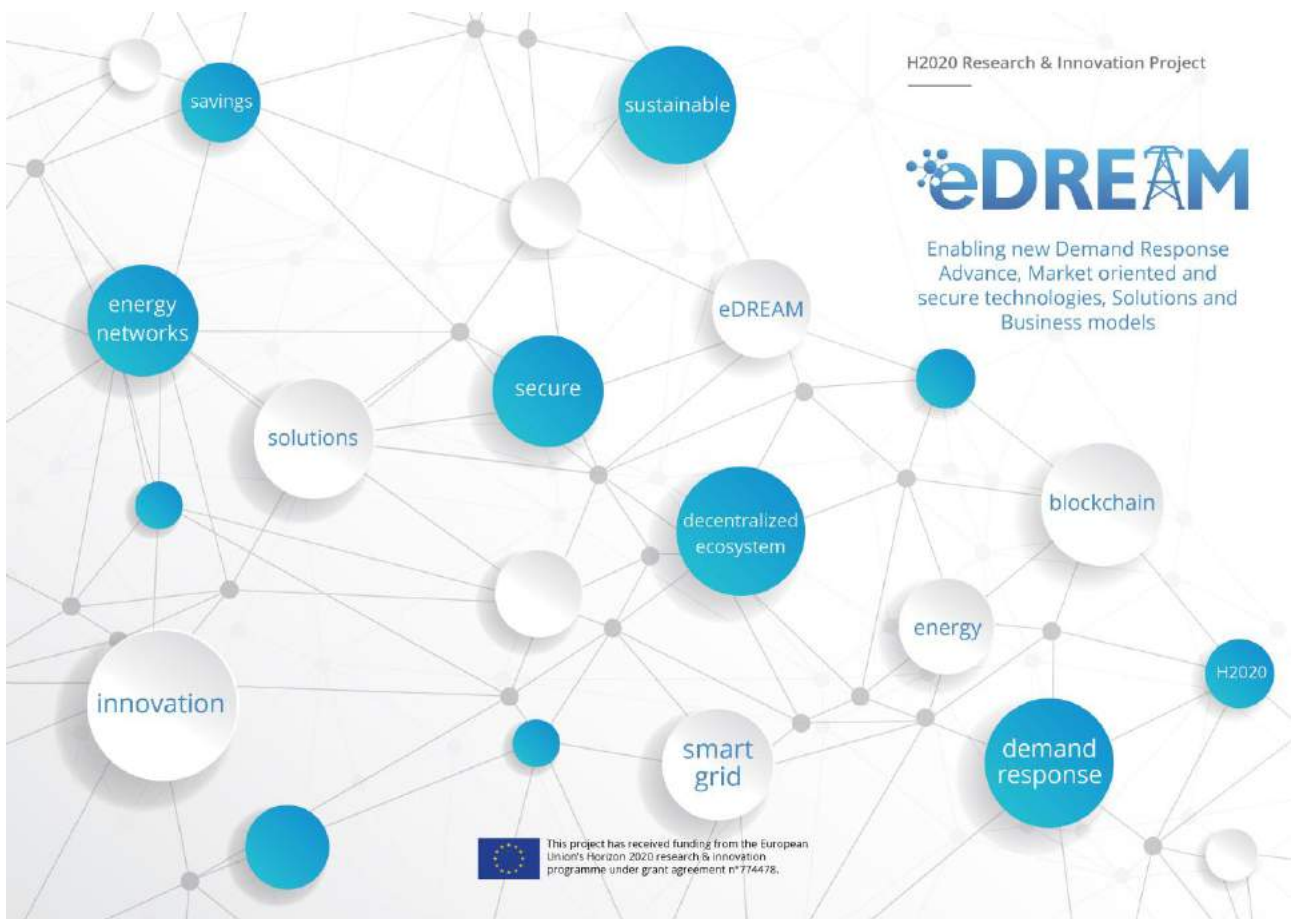 H2020 Research & Innovation Project
eDREAM
Enabling new Demand Response
Advance, Market oriented and
secure technologies, Solutions and
Business models
savings
sustainable
energy
networks
eDREAM
secure
solutions
blockchain
decentralized
ecosystem
energy
H2020
innovation
smart
grid
demand
response
This project has received funding from the European
Union's Horizon 2020 research & innovation
programme under grant agreement n°774478.